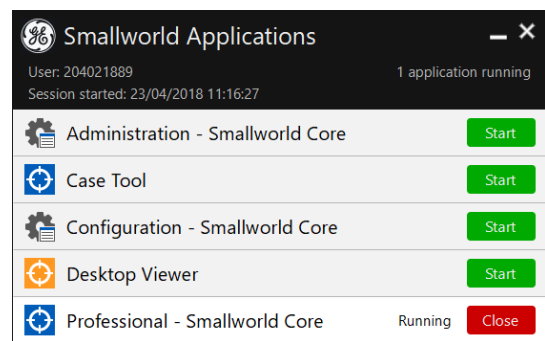 Smallworld Applications
User: 204021889
1 application running
Session started: 23/04/2018 11:16:27
Administration - Smallworld Core Start
Case Tool Start
Configuration - Smallworld Core Start
Desktop Viewer Start
Professional - Smallworld Core Running Close